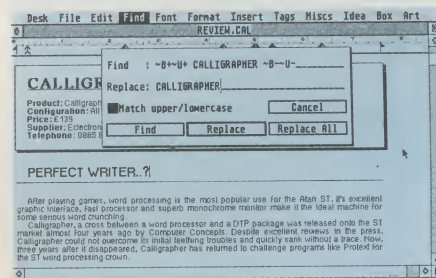 Desk File Edit Find Font Format Insert Tags Miscs Idea Box Art
REVIEW.CAL
Find : ~B+~U+ CALLIGRAPHER ~B-~U-
Replace: CALLIGRAPHER
Match upper/lowercase Cancel
Find Replace Replace All
CALLIGR
Product: Calligraph
Configuration: All
Price: £139
Supplier: Electron
Telephone: 0865 8
PERFECT WRITER..?
After playing games, word processing is the most popular use for the Atari ST. It's excellent
graphic interface, fast processor and superb monochrome monitor make it the ideal machine for
some serious word crunching.
Calligrapher, a cross between a word processor and a DTP package was released onto the ST
market almost four years ago by Computer Concepts. Despite excellent reviews in the press,
Calligrapher could not overcome its initial teething troubles and quickly sank without a trace. Now,
three years after it disappeared, Calligrapher has returned to challenge programs like Protext for
the ST word processing crown.